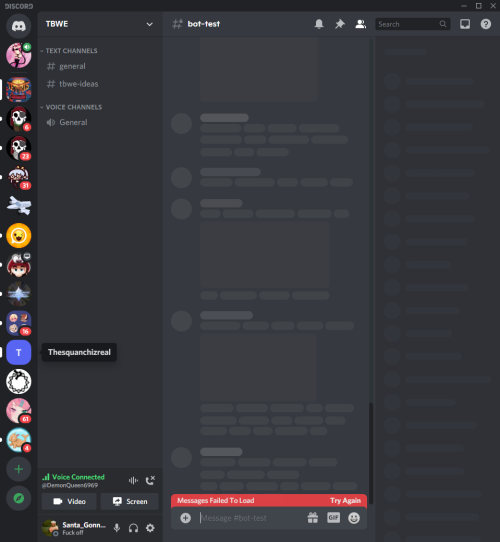 DISCORD
TBWE
bot-test
Search
TEXT CHANNELS
general
tbwe-ideas
VOICE CHANNELS
General
6
23
31
16
T
Thesquanchizreal
61
4
Voice Connected
@DemonQueen6969
Video
Screen
Santa_Gonn...
Fuck off
Messages Failed To Load
Try Again
Message #bot-test
GIF